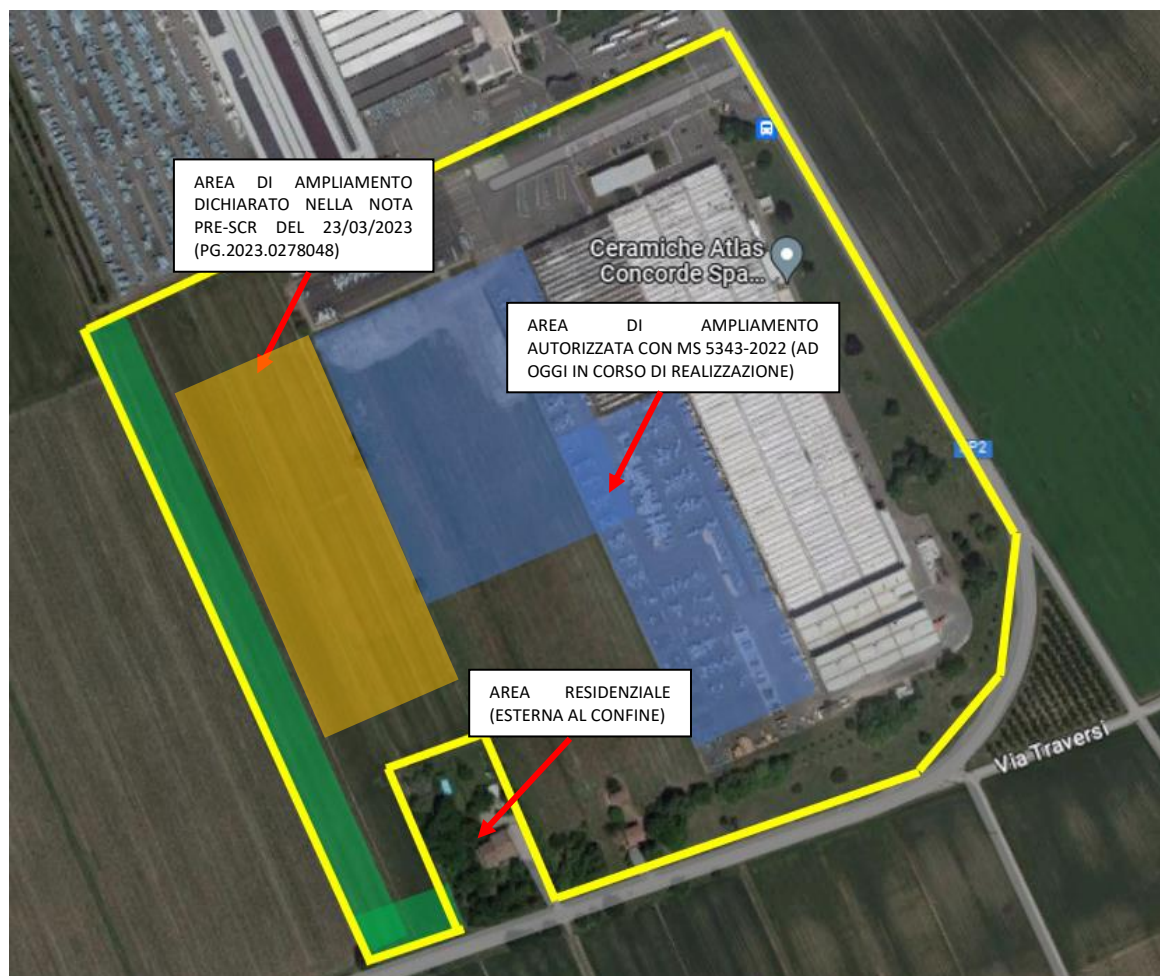 AREA DI AMPLIAMENTO
DICHIARATO NELLA NOTA
PRE-SCR DEL 23/03/2023
(PG.2023.0278048)
Ceramiche Atlas
Concorde Spa...
AREA DI AMPLIAMENTO
AUTORIZZATA CON MS 5343-2022 (AD
OGGI IN CORSO DI REALIZZAZIONE)
AREA RESIDENZIALE
(ESTERNA AL CONFINE)
Via Traversi